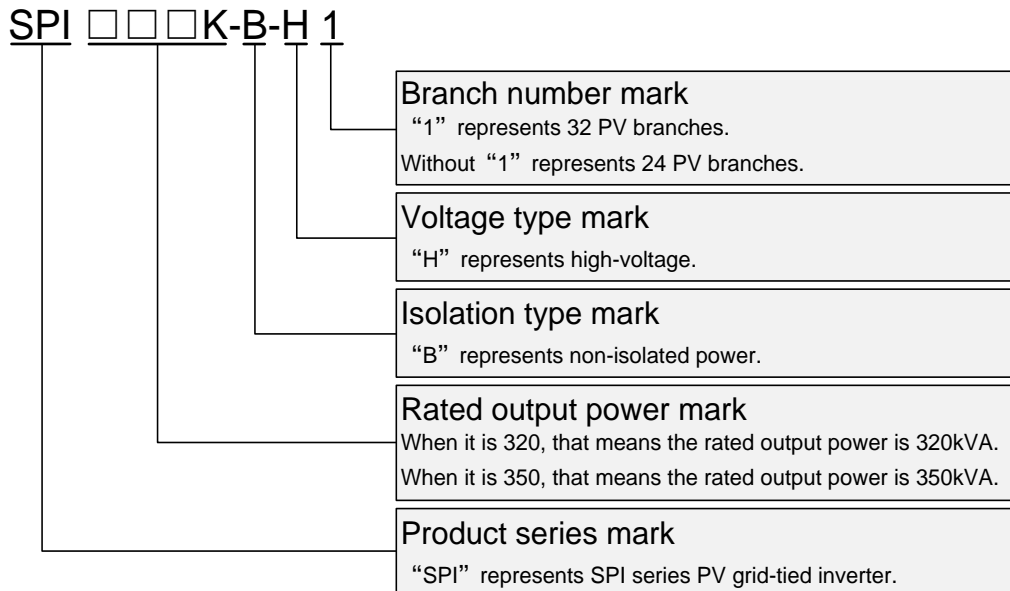 SPI □□□K-B-H 1
Branch number mark
“1” represents 32 PV branches.
Without “1” represents 24 PV branches.
Voltage type mark
“H” represents high-voltage.
Isolation type mark
“B” represents non-isolated power.
Rated output power mark
When it is 320, that means the rated output power is 320kVA.
When it is 350, that means the rated output power is 350kVA.
Product series mark
“SPI” represents SPI series PV grid-tied inverter.